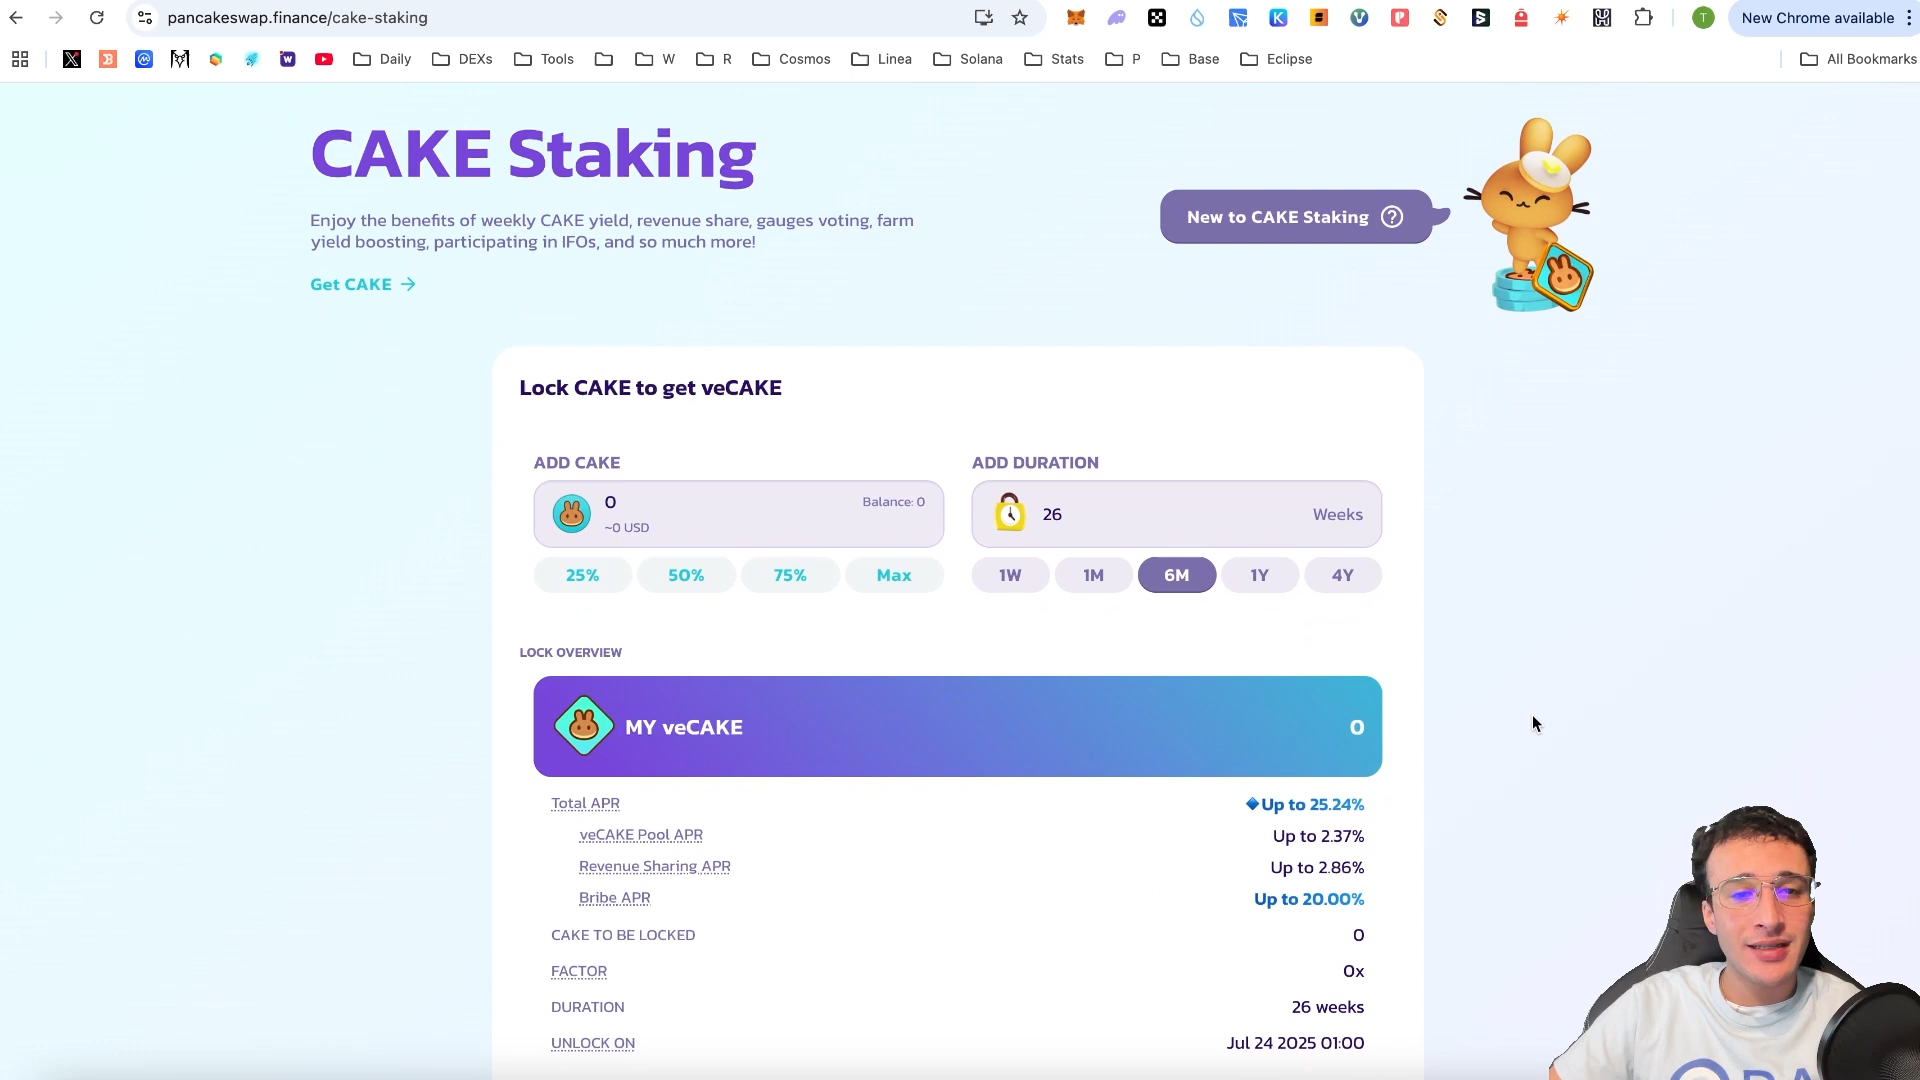 pancakeswap.finance/cake-staking
New Chrome available
Daily
DEXs
Tools
W
R
Cosmos
Linea
Solana
Stats
P
Base
Eclipse
All Bookmarks
CAKE Staking
Enjoy the benefits of weekly CAKE yield, revenue share, gauges voting, farm
yield boosting, participating in IFOs, and so much more!
Get CAKE
New to CAKE Staking
Lock CAKE to get veCAKE
ADD CAKE
ADD DURATION
0
Balance: 0
~0 USD
26
Weeks
25%
50%
75%
Max
1W
1M
6M
1Y
4Y
LOCK OVERVIEW
MY veCAKE
0
Total APR
Up to 25.24%
veCAKE Pool APR
Up to 2.37%
Revenue Sharing APR
Up to 2.86%
Bribe APR
Up to 20.00%
CAKE TO BE LOCKED
0
FACTOR
0x
DURATION
26 weeks
UNLOCK ON
Jul 24 2025 01:00